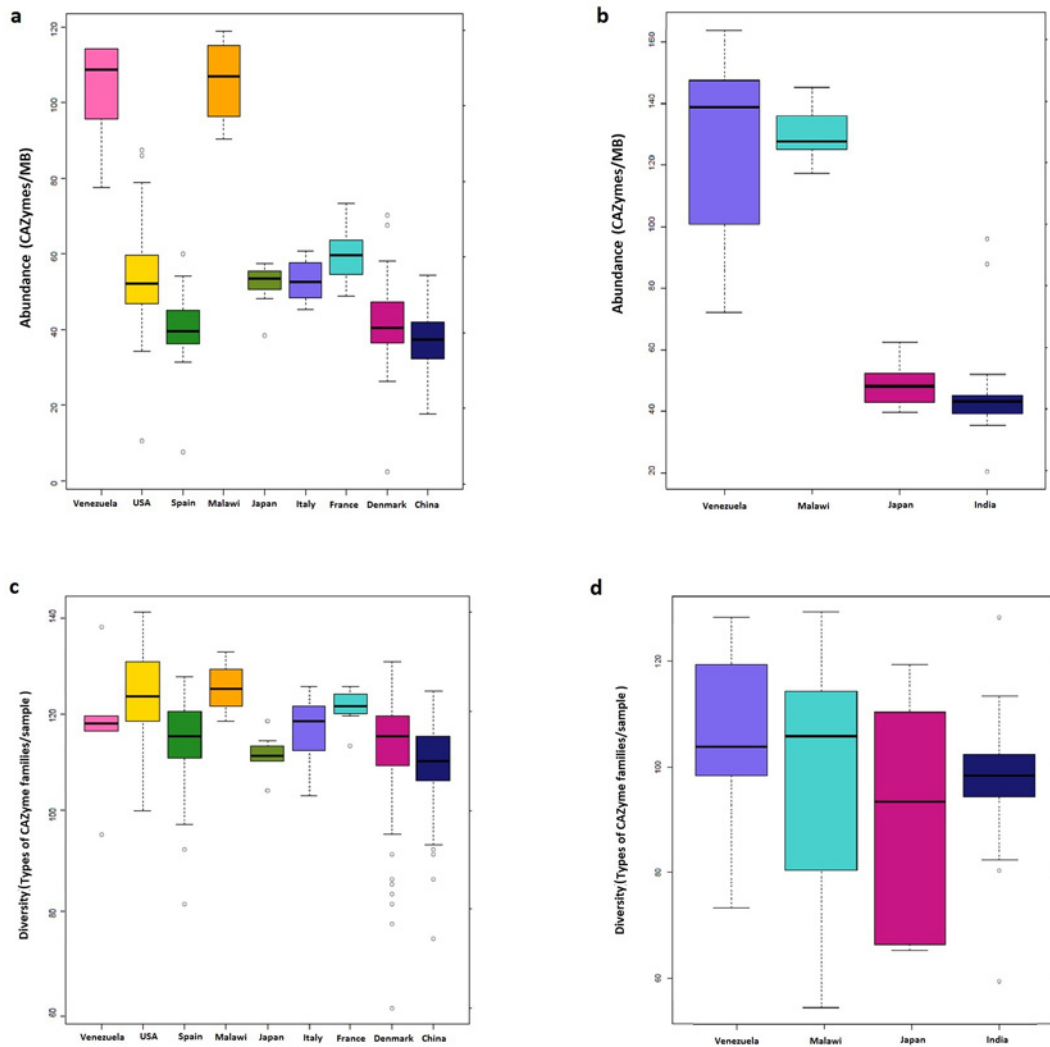 a
Abundance (CAZymes/MB)
120
100
80
60
40
20
0
Venezuela USA Spain Malawi Japan Italy France Denmark China
b
Abundance (CAZymes/MB)
160
140
120
100
80
60
40
20
Venezuela Malawi Japan India
c
Diversity (Types of CAZyme families/sample)
140
120
100
80
60
Venezuela USA Spain Malawi Japan Italy France Denmark China
d
Diversity (Types of CAZyme families/sample )
120
100
80
60
Venezuela Malawi Japan India